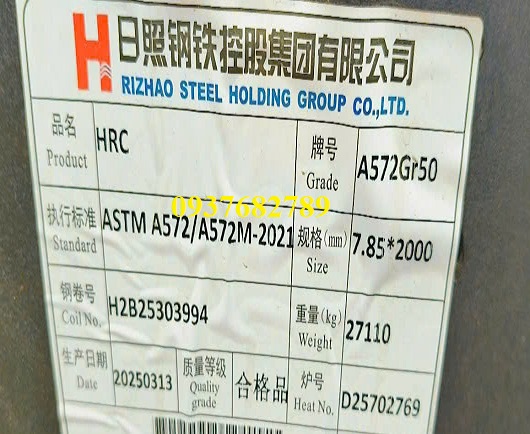 日照钢铁控股集团有限公司
RIZHAO STEEL HOLDING GROUP CO.,LTD.
品名 HRC 牌号 A572Gr50
Product Grade
0937682789
执行标准 ASTM A572/A572M-2021 规格(mm) 7.85*2000
Standard Size
钢卷号 H2B25303994 重量(kg) 27110
Coil No. Weight
生产日期 20250313 质量等级 合格品 炉号 D25702769
Date Quality grade Heat No.